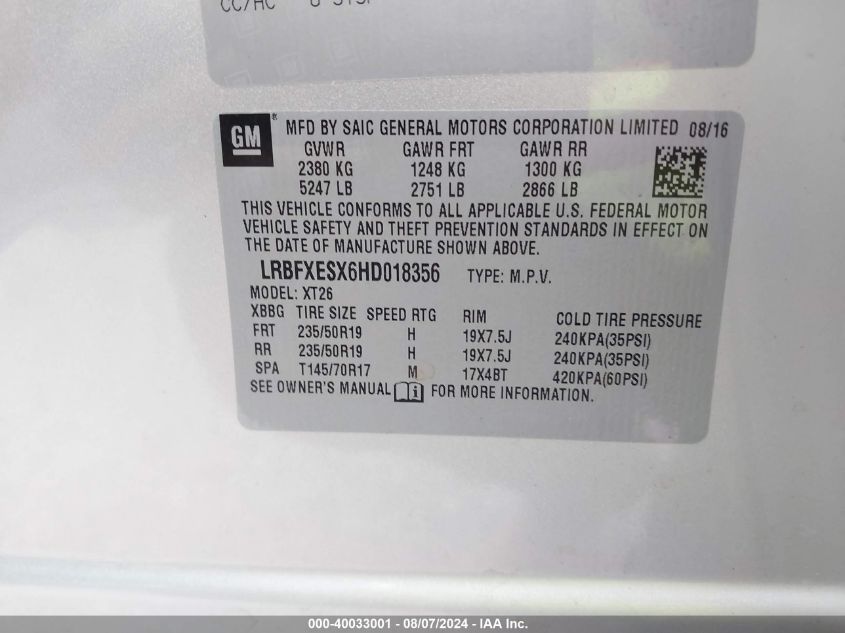 GM ® MFD BY SAIC GENERAL MOTORS CORPORATION LIMITED 08/16
GVWR GAWR FRT GAWR RR
2380 KG 1248 KG 1300 KG
5247 LB 2751 LB 2866 LB
THIS VEHICLE CONFORMS TO ALL APPLICABLE U.S. FEDERAL MOTOR
VEHICLE SAFETY AND THEFT PREVENTION STANDARDS IN EFFECT ON
THE DATE OF MANUFACTURE SHOWN ABOVE.
LRBFXESX6HD018356 TYPE: M.P.V.
MODEL: XT26
XBBG TIRE SIZE SPEED RTG RIM COLD TIRE PRESSURE
FRT 235/50R19 H 19X7.5J 240KPA(35PSI)
RR 235/50R19 H 19X7.5J 240KPA(35PSI)
SPA T145/70R17 M 17X4BT 420KPA(60PSI)
SEE OWNER'S MANUAL i FOR MORE INFORMATION.
000-40033001 - 08/07/2024 - IAA Inc.